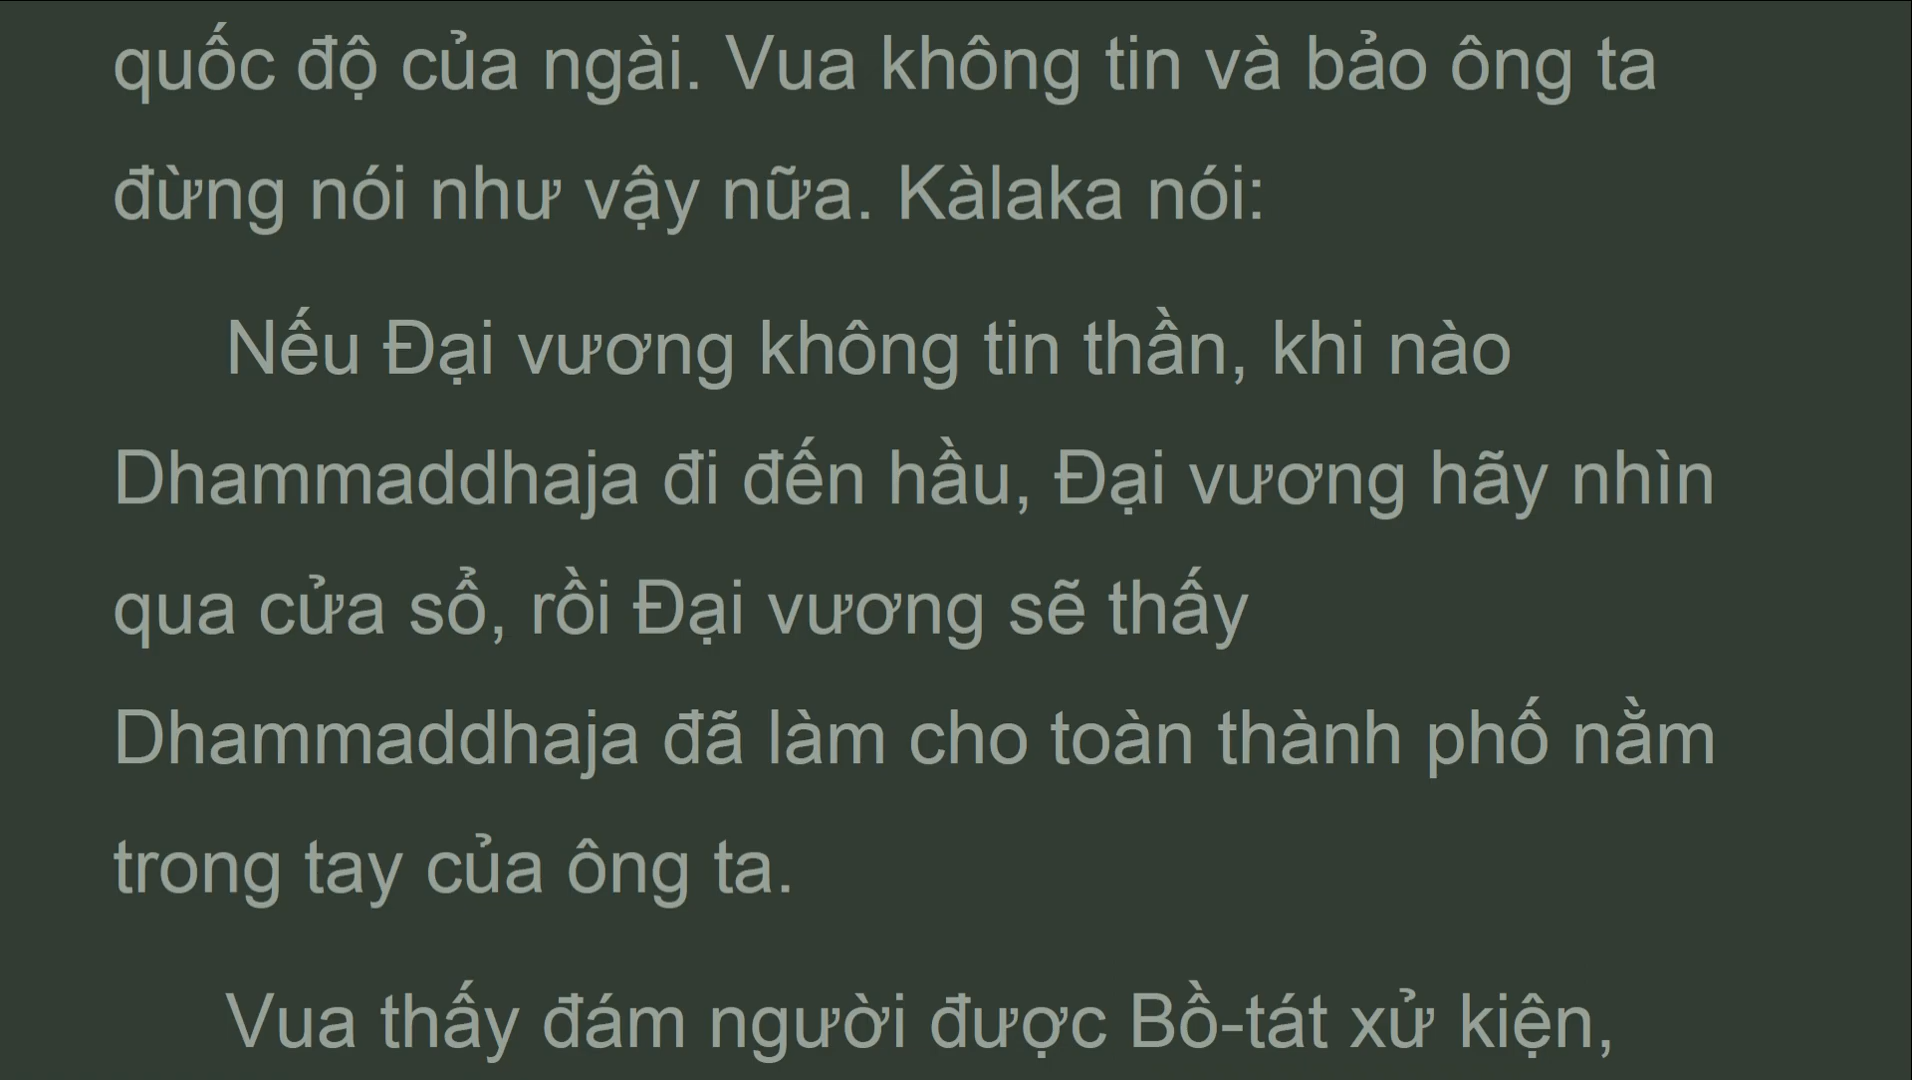 quốc độ của ngài. Vua không tin và bảo ông ta
đừng nói như vậy nữa. Kàlaka nói:
Nếu Đại vương không tin thần, khi nào
Dhammaddhaja đi đến hầu, Đại vương hãy nhìn
qua cửa sổ, rồi Đại vương sẽ thấy
Dhammaddhaja đã làm cho toàn thành phố nằm
trong tay của ông ta.
Vua thấy đám người được Bồ-tát xử kiện,